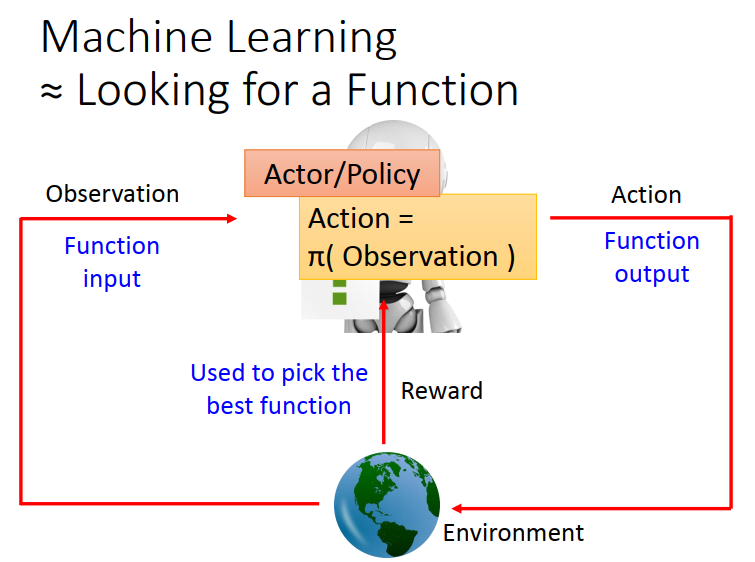 Machine Learning
≈ Looking for a Function
Actor/Policy
Observation
Action
Action =
π( Observation )
Function
input
Function
output
Used to pick the
best function
Reward
Environment